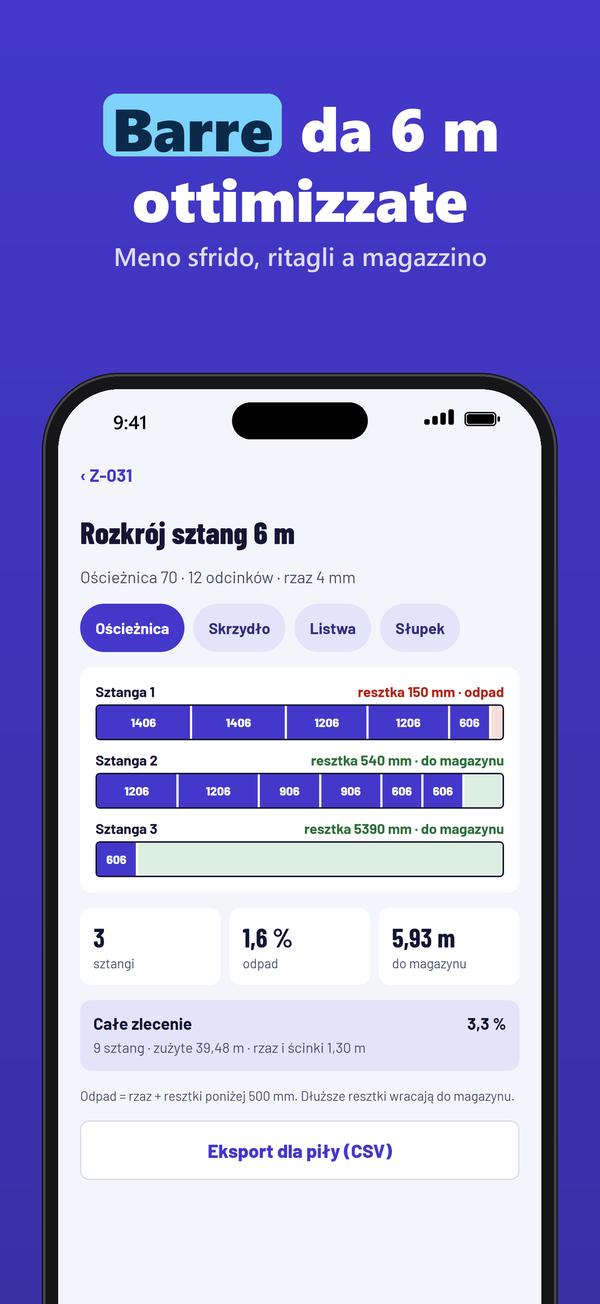 Barre da 6 m
ottimizzate
Meno sfrido, ritagli a magazzino
9:41
‹ Z-031
Rozkrój sztang 6 m
Ościeżnica 70 · 12 odcinków · rzaz 4 mm
Ościeżnica Skrzydło Listwa Słupek
Sztanga 1 resztka 150 mm · odpad
1406 1406 1206 1206 606
Sztanga 2 resztka 540 mm · do magazynu
1206 1206 906 906 606 606
Sztanga 3 resztka 5390 mm · do magazynu
606
3 1,6 % 5,93 m
sztangi odpad do magazynu
Całe zlecenie 3,3 %
9 sztang · zużyte 39,48 m · rzaz i ścinki 1,30 m
Odpad = rzaz + resztki poniżej 500 mm. Dłuższe resztki wracają do magazynu.
Eksport dla piły (CSV)